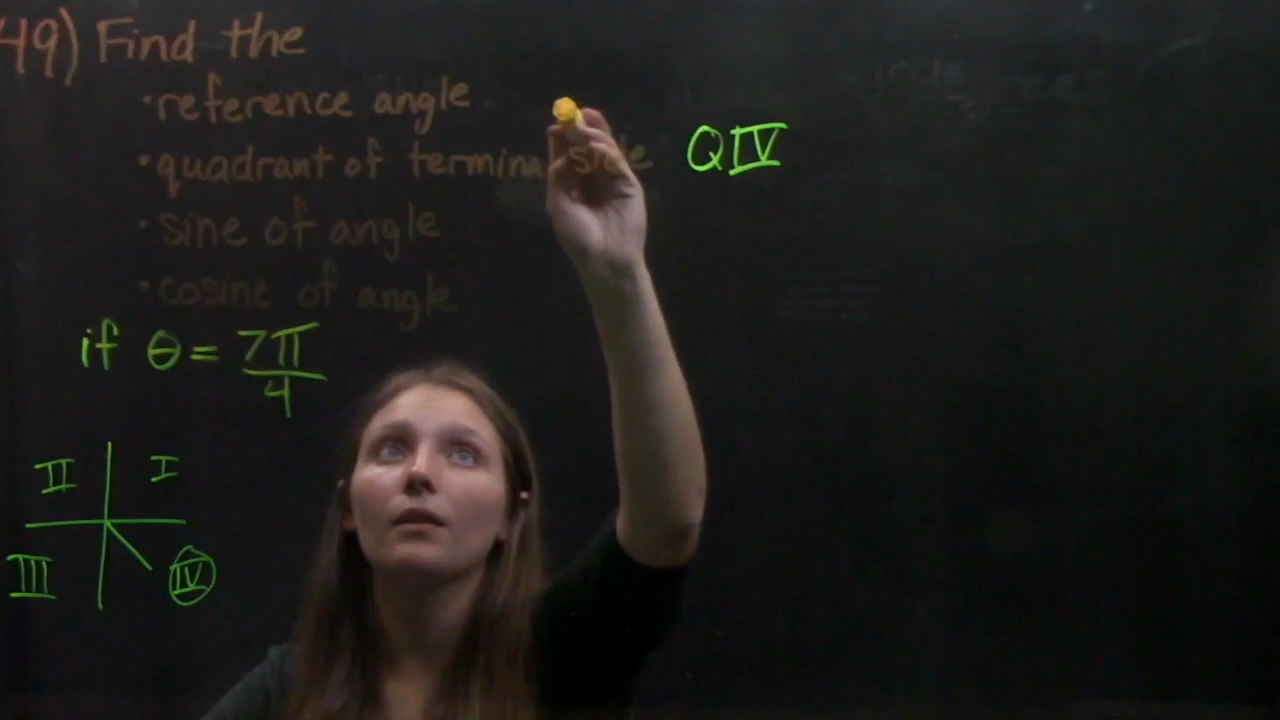 49) Find the
· reference angle
· quadrant of terminal side QIV
· sine of angle
· cosine of angle
if θ = 7π/4
II I
III IV